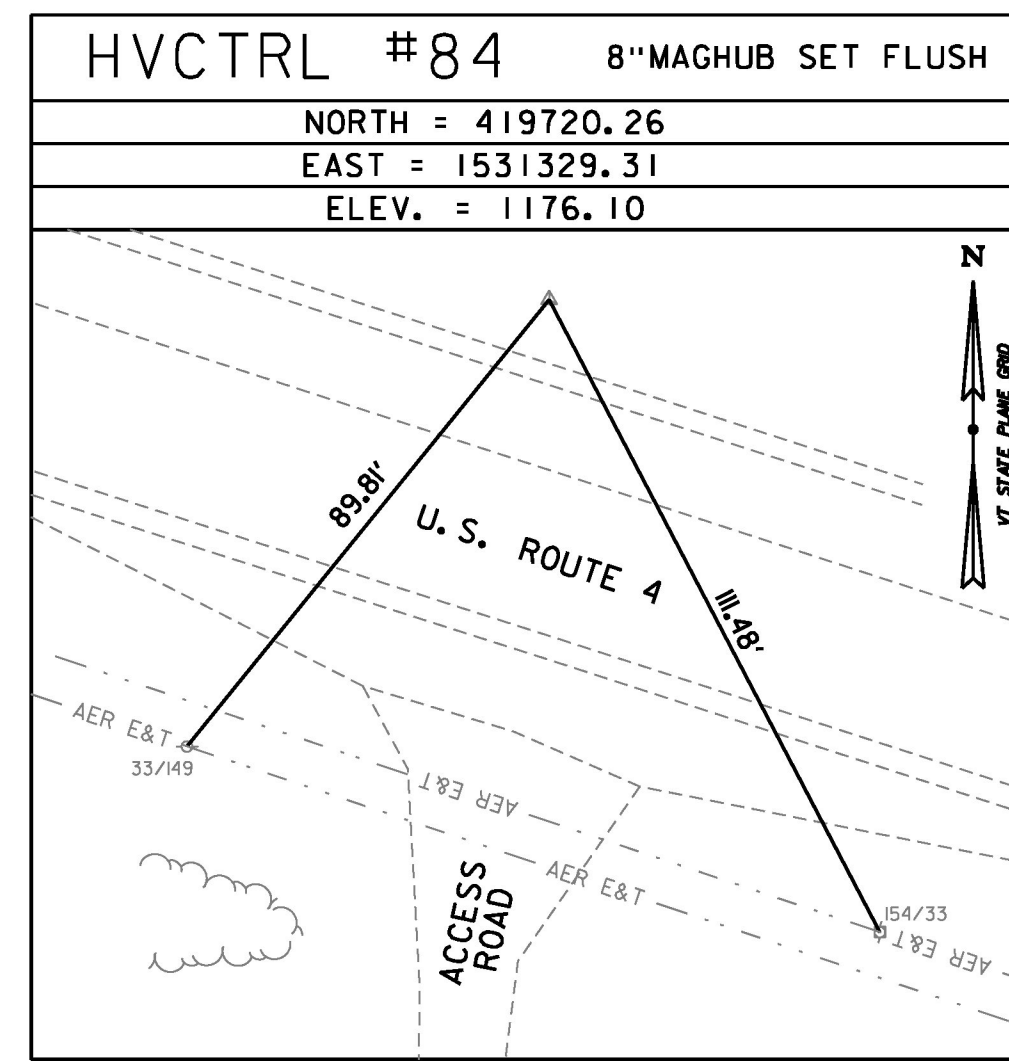 HVCTRL #84 8"MAGHUB SET FLUSH
NORTH = 419720.26
EAST = 1531329.31
ELEV. = 1176.10
N
VT STATE PLANE GRID
89.81'
U.S. ROUTE 4
111.48'
AER E&T
33/149
AER E&T
AER E&T
154/33
AER E&T
ACCESS
ROAD